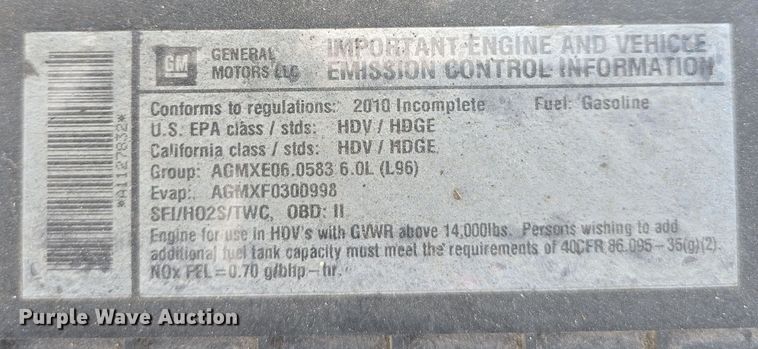 GM
GENERAL
MOTORS LLC
IMPORTANT ENGINE AND VEHICLE
EMISSION CONTROL INFORMATION
*A1127832*
Conforms to regulations: 2010 Incomplete Fuel: Gasoline
U.S. EPA class / stds: HDV / HDGE
California class / stds: HDV / MDGE
Group: AGMXE06.0583 6.0L (L96)
Evap: AGMXF0300998
SFI/HO2S/TWC, OBD: II
Engine for use in HDV's with GVWR above 14,000lbs. Persons wishing to add
additional fuel tank capacity must meet the requirements of 40CFR 86.095-35(g)(2).
NOx FEL = 0.70 g/bhp-hr.
Purple Wave Auction